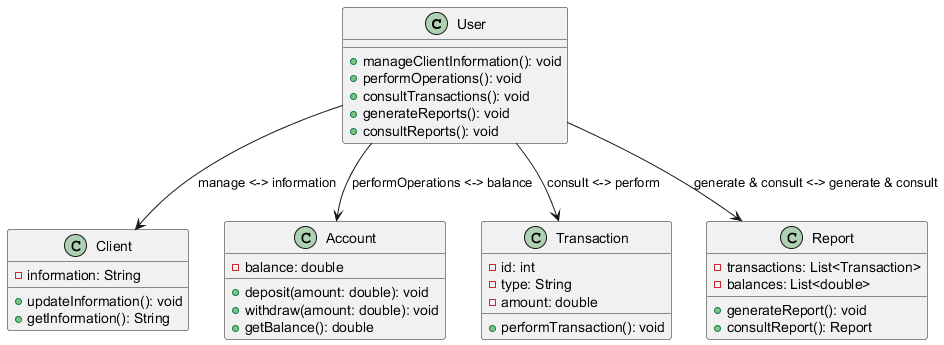 C User
manageClientInformation(): void
performOperations(): void
consultTransactions(): void
generateReports(): void
consultReports(): void
manage <-> information
performOperations <-> balance
consult <-> perform
generate & consult <-> generate & consult
C Client
information: String
updateInformation(): void
getInformation(): String
C Account
balance: double
deposit(amount: double): void
withdraw(amount: double): void
getBalance(): double
C Transaction
id: int
type: String
amount: double
performTransaction(): void
C Report
transactions: List<Transaction>
balances: List<double>
generateReport(): void
consultReport(): Report